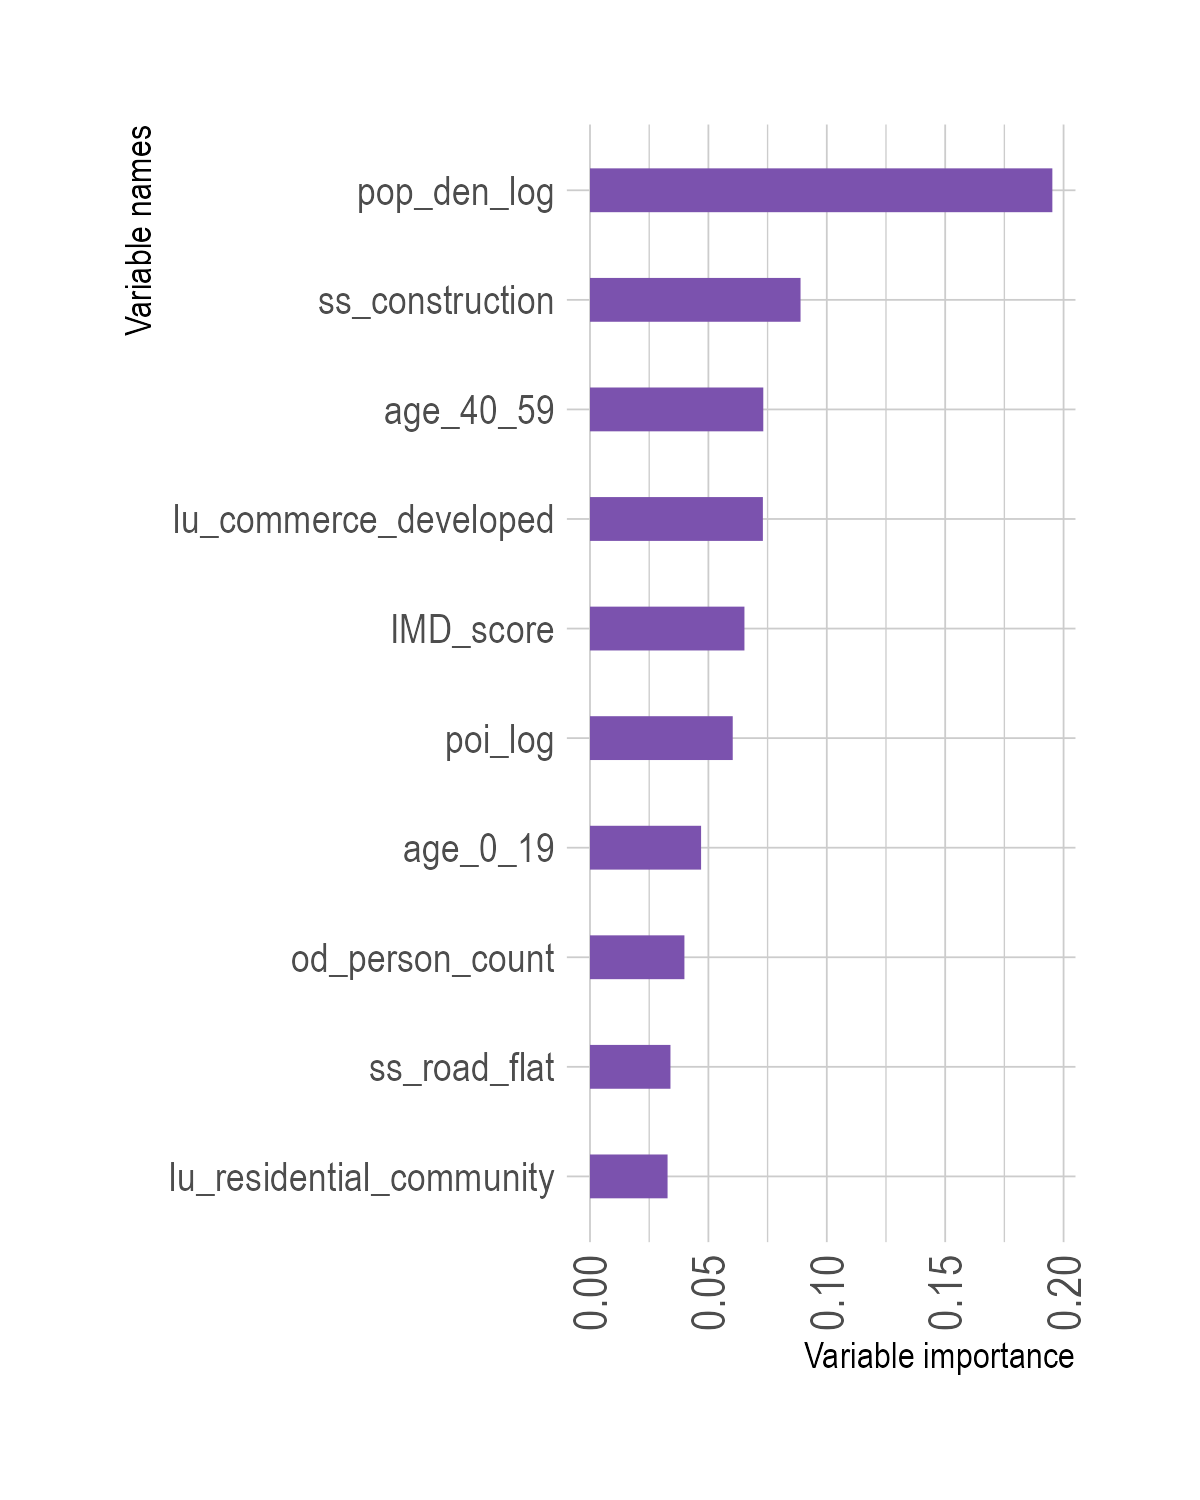 Variable names
pop_den_log
ss_construction
age_40_59
lu_commerce_developed
IMD_score
poi_log
age_0_19
od_person_count
ss_road_flat
lu_residential_community
0.00
0.05
0.10
0.15
0.20
Variable importance